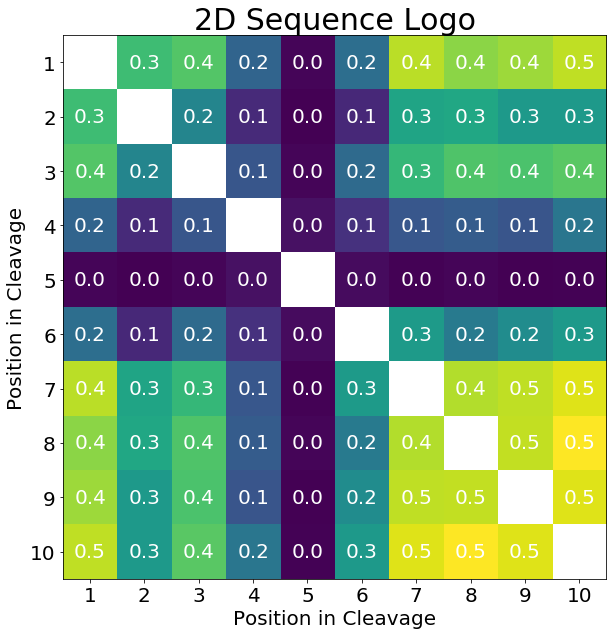 2D Sequence Logo
Position in Cleavage
1 0.3 0.4 0.2 0.0 0.2 0.4 0.4 0.4 0.5
2 0.3 0.2 0.1 0.0 0.1 0.3 0.3 0.3 0.3
3 0.4 0.2 0.1 0.0 0.2 0.3 0.4 0.4 0.4
4 0.2 0.1 0.1 0.0 0.1 0.1 0.1 0.1 0.2
5 0.0 0.0 0.0 0.0 0.0 0.0 0.0 0.0 0.0
6 0.2 0.1 0.2 0.1 0.0 0.3 0.2 0.2 0.3
7 0.4 0.3 0.3 0.1 0.0 0.3 0.4 0.5 0.5
8 0.4 0.3 0.4 0.1 0.0 0.2 0.4 0.5 0.5
9 0.4 0.3 0.4 0.1 0.0 0.2 0.5 0.5 0.5
10 0.5 0.3 0.4 0.2 0.0 0.3 0.5 0.5 0.5
1 2 3 4 5 6 7 8 9 10
Position in Cleavage